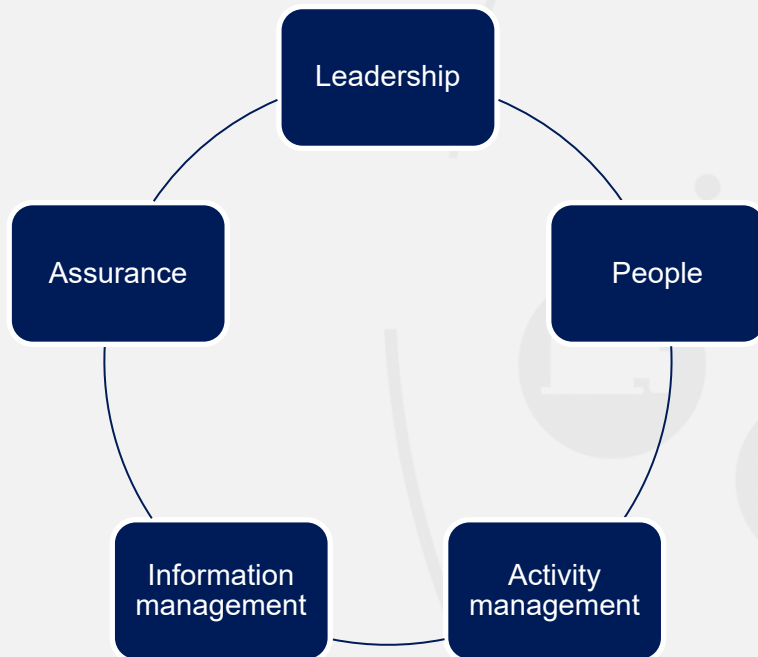 Leadership
Assurance
People
Information
management
Activity
management